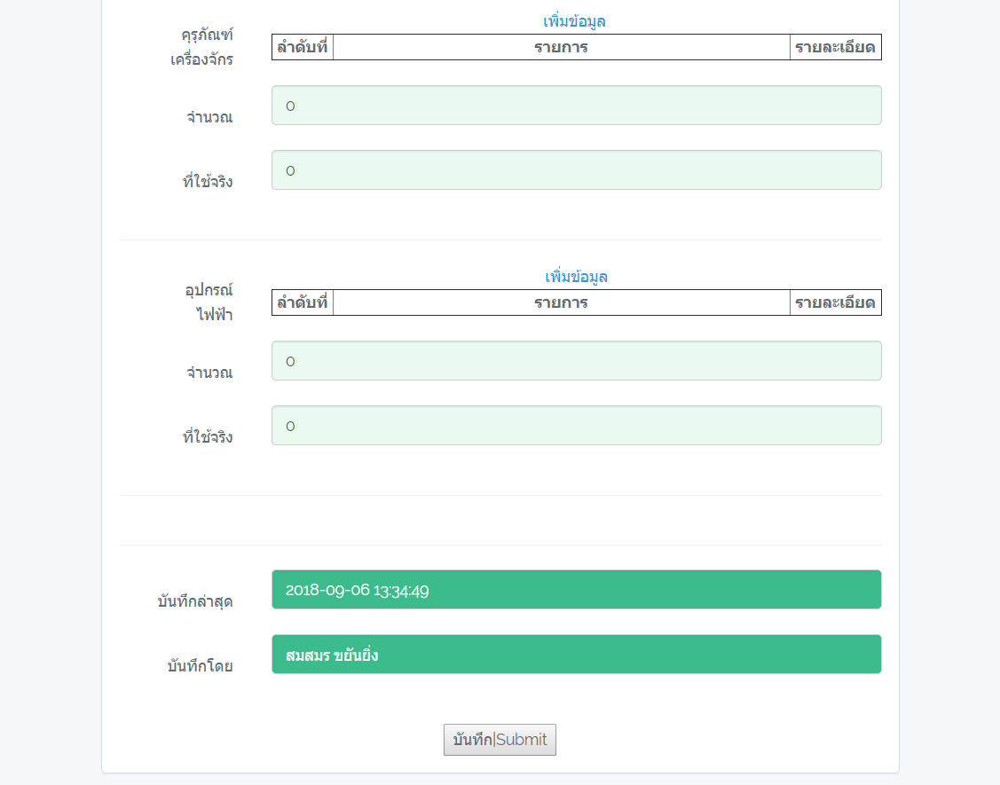 เพิ่มข้อมูล
คุรุภัณฑ์
เครื่องจักร
ลำดับที่ รายการ รายละเอียด
จำนวณ 0
ที่ใช้จริง 0
เพิ่มข้อมูล
อุปกรณ์
ไฟฟ้า
ลำดับที่ รายการ รายละเอียด
จำนวณ 0
ที่ใช้จริง 0
บันทึกล่าสุด 2018-09-06 13:34:49
บันทึกโดย สมสมร ขยันยิ่ง
บันทึก|Submit